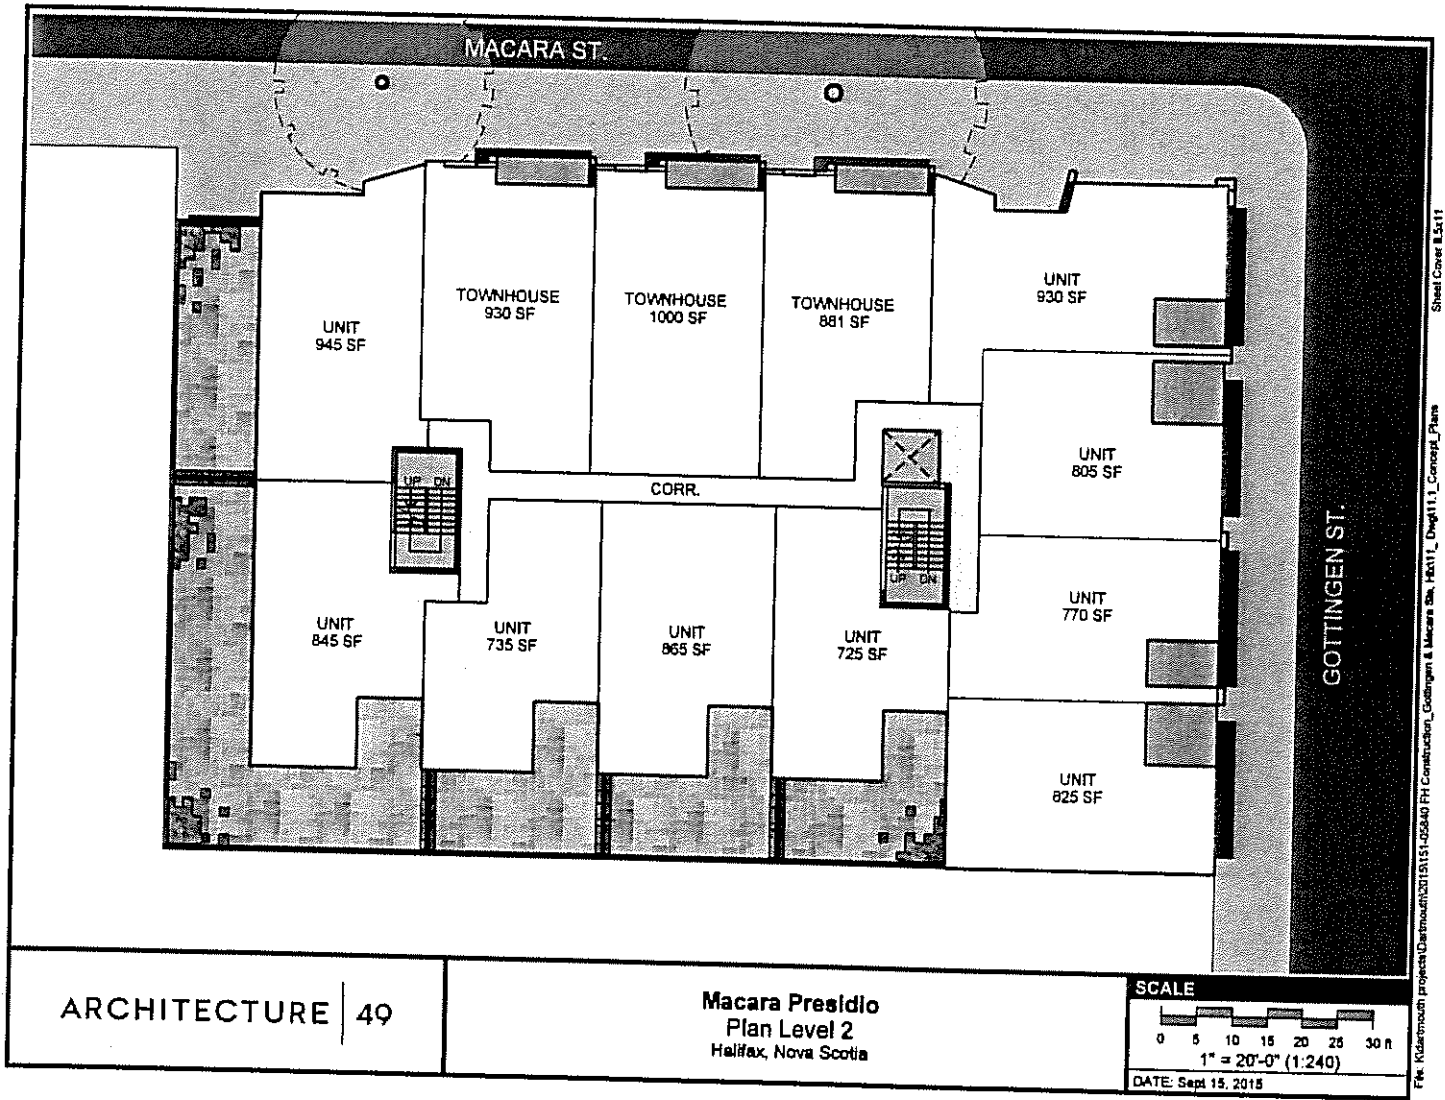 MACARA ST.
UNIT
945 SF
TOWNHOUSE
930 SF
TOWNHOUSE
1000 SF
TOWNHOUSE
881 SF
UNIT
930 SF
UNIT
805 SF
UP DN
CORR.
UP DN
UNIT
845 SF
UNIT
735 SF
UNIT
865 SF
UNIT
725 SF
UNIT
770 SF
UNIT
825 SF
GOTTINGEN ST.
ARCHITECTURE | 49
Macara Presidio
Plan Level 2
Halifax, Nova Scotia
SCALE
0 5 10 15 20 25 30 ft
1" = 20'-0" (1:240)
DATE: Sept 15, 2015
Sheet Cover 8.5x11